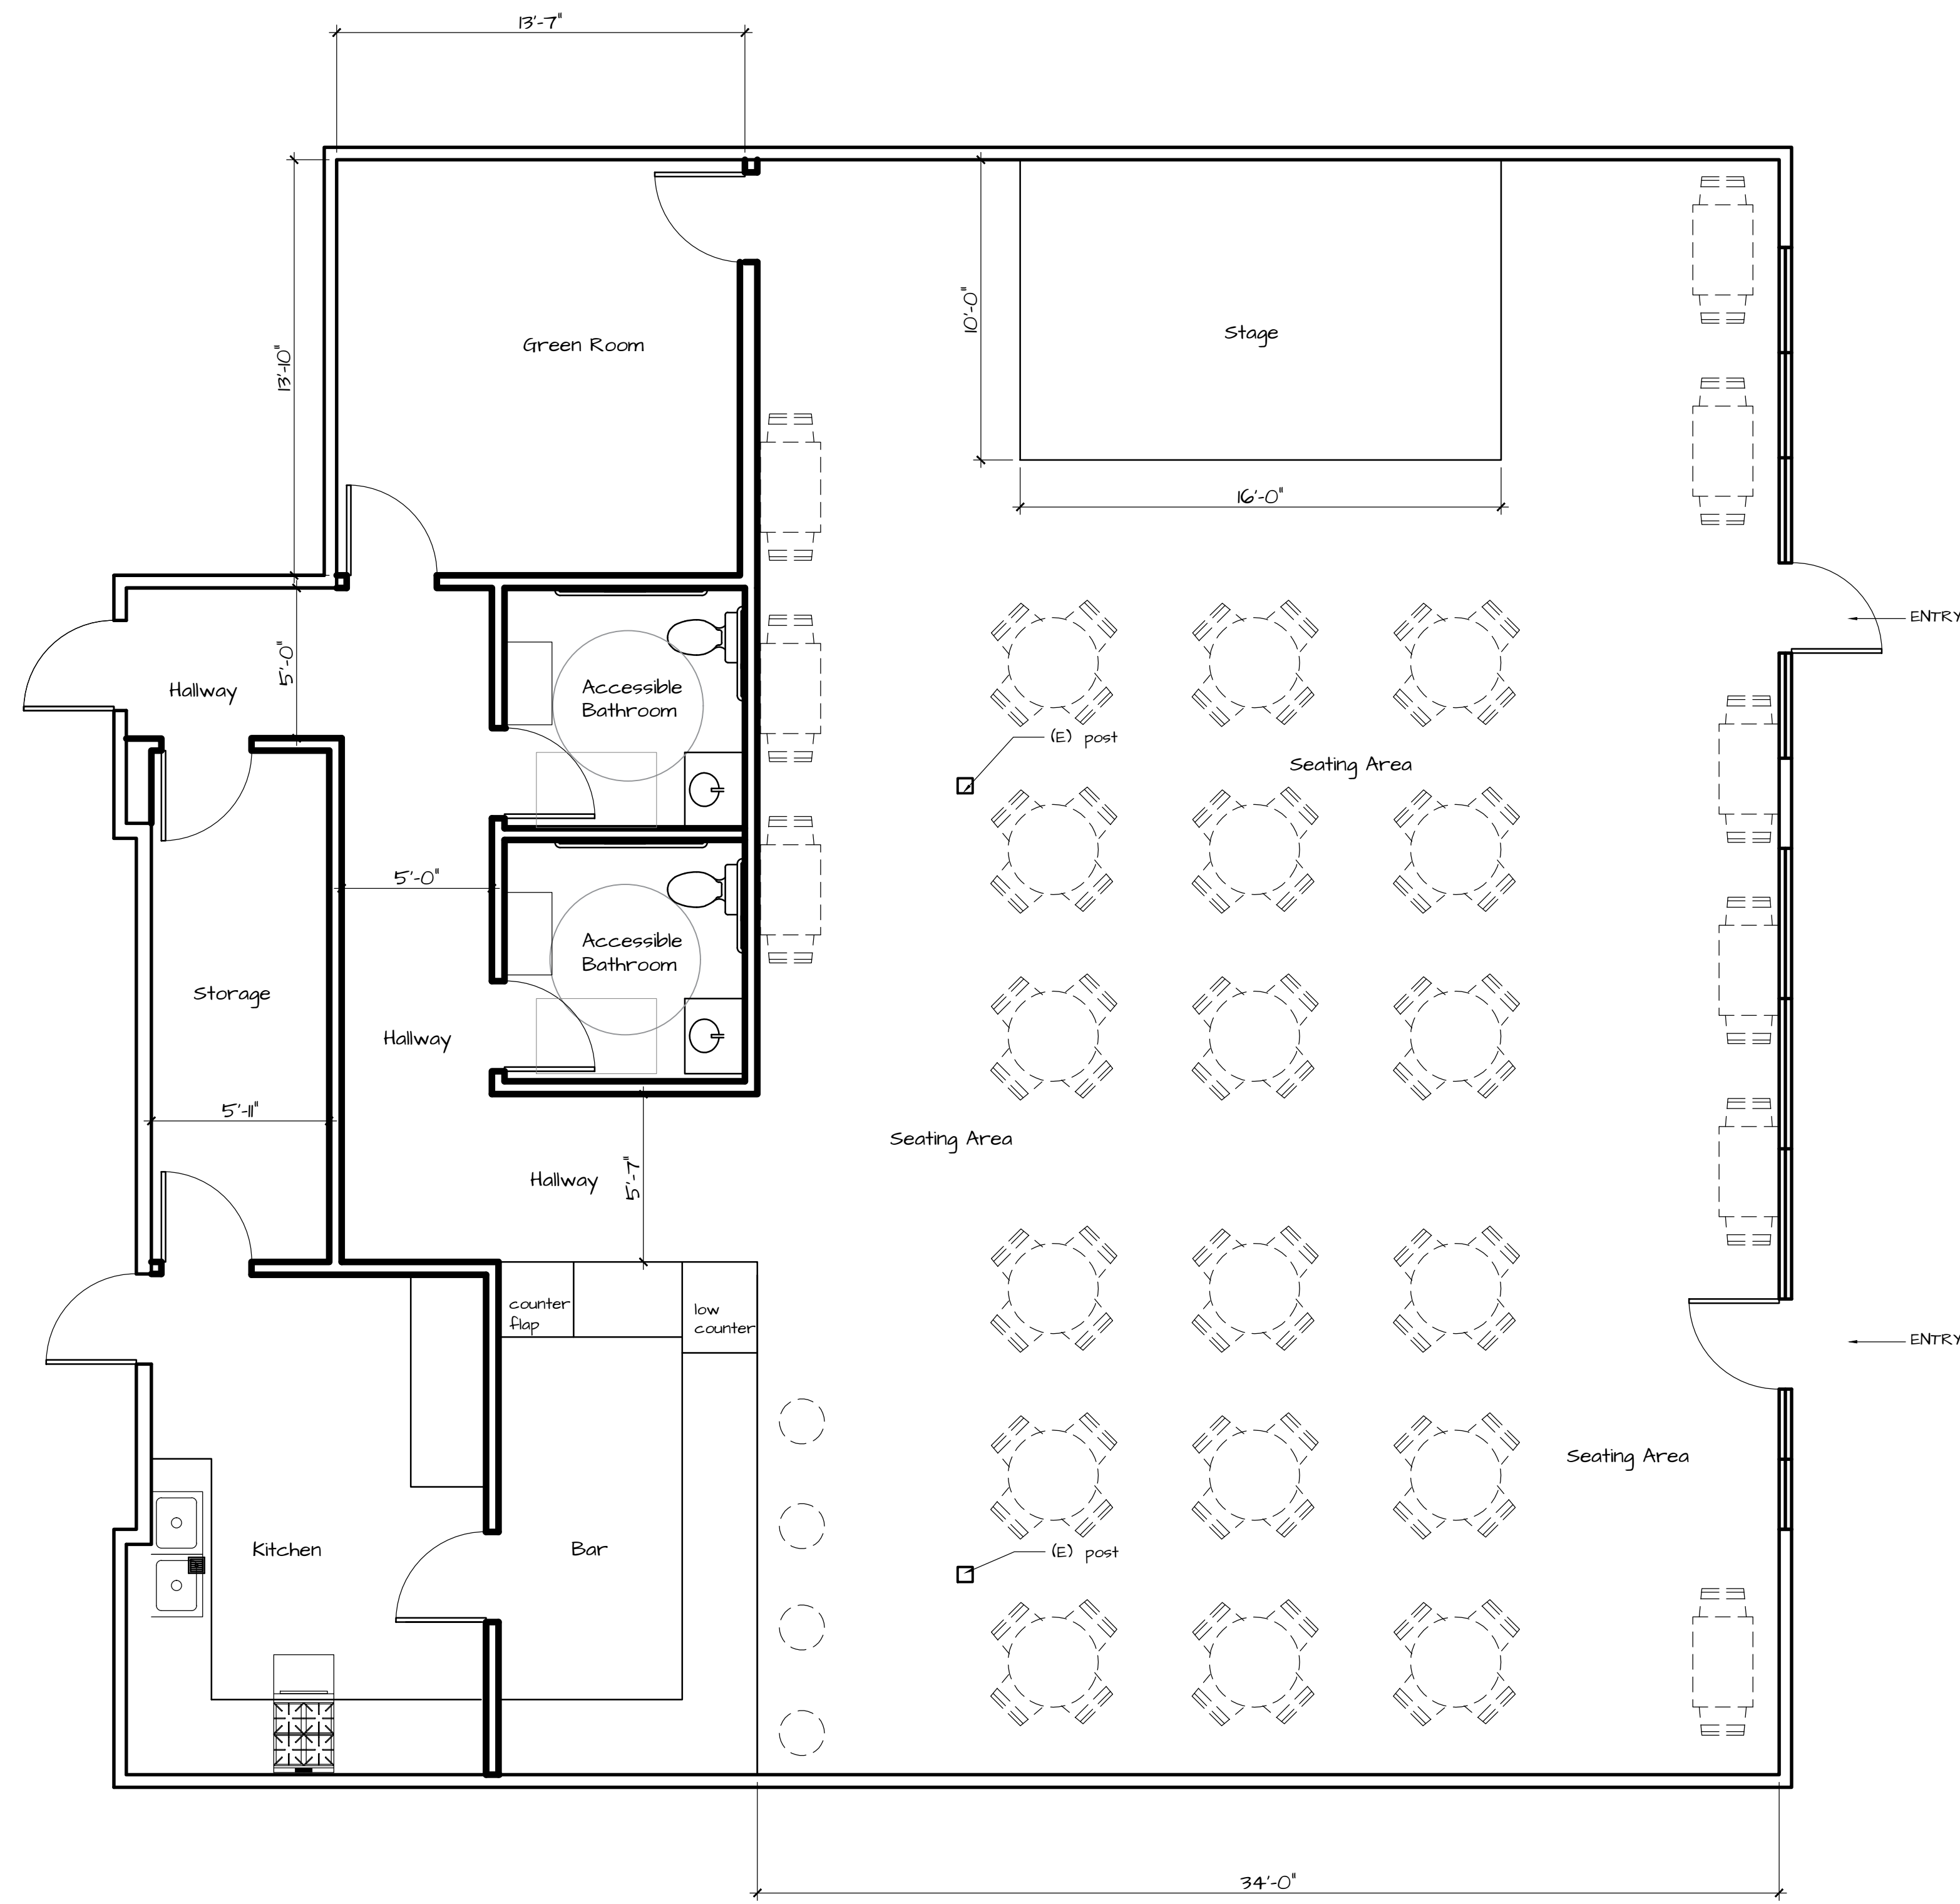 13'-7"
13'-10"
Green Room
10'-0"
Stage
16'-0"
ENTRY
5'-0"
Hallway
Accessible
Bathroom
(E) post
Seating Area
5'-0"
Accessible
Bathroom
Storage
Hallway
5'-11"
Seating Area
Hallway
5'-7"
counter
flap
low
counter
ENTRY
Seating Area
Kitchen
Bar
(E) post
34'-0"